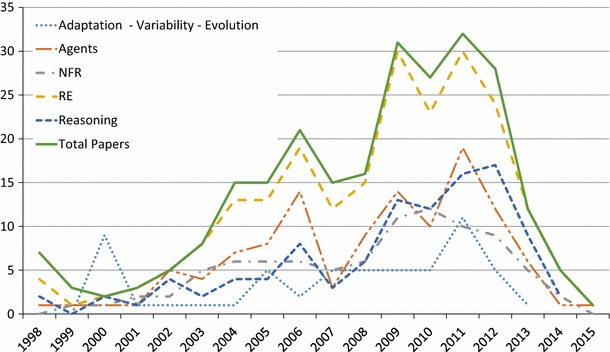 35
30
25
20
15
10
5
0
Adaptation - Variability - Evolution
Agents
NFR
RE
Reasoning
Total Papers
1998 1999 2000 2001 2002 2003 2004 2005 2006 2007 2008 2009 2010 2011 2012 2013 2014 2015